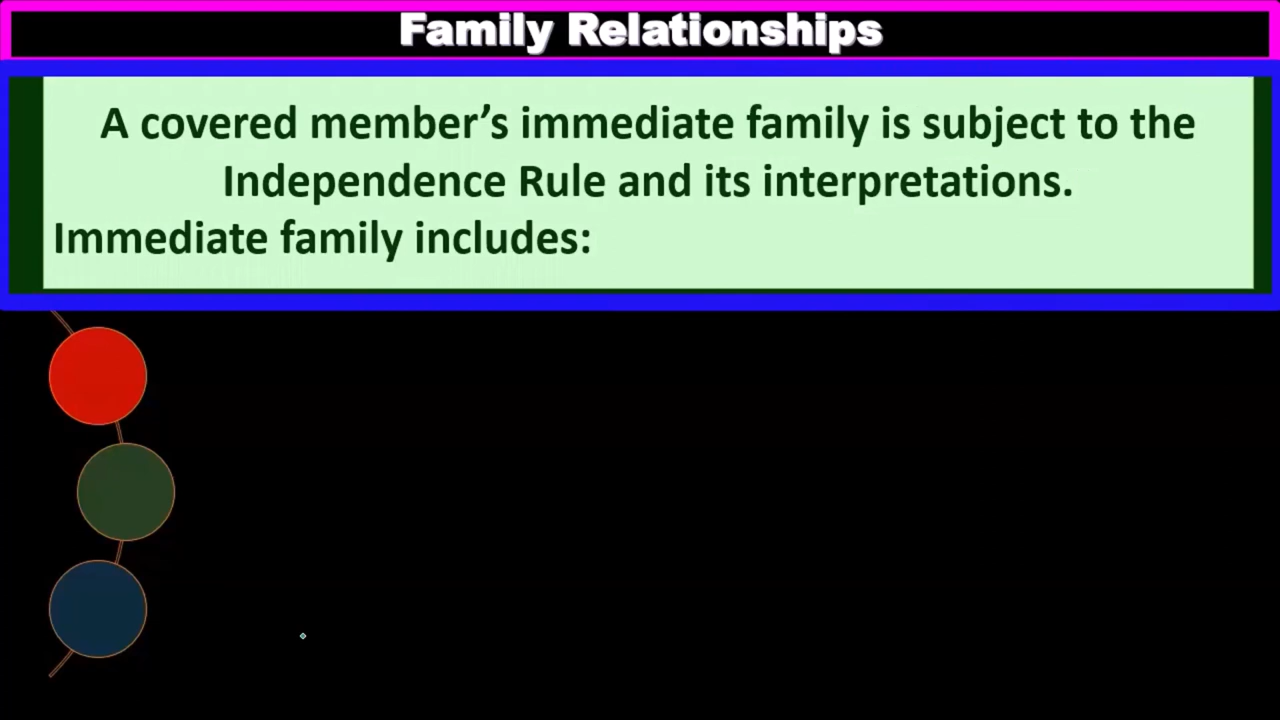 Family Relationships
A covered member’s immediate family is subject to the
Independence Rule and its interpretations.
Immediate family includes: